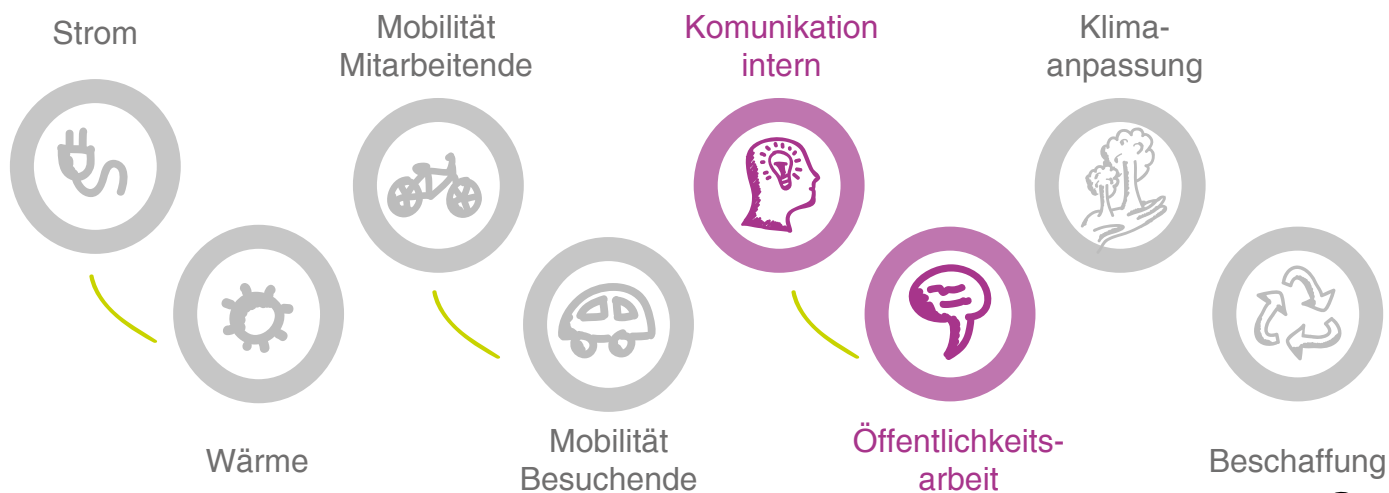 Strom
Mobilität
Mitarbeitende
Komunikation
intern
Klima-
anpassung
Wärme
Mobilität
Besuchende
Öffentlichkeits-
arbeit
Beschaffung